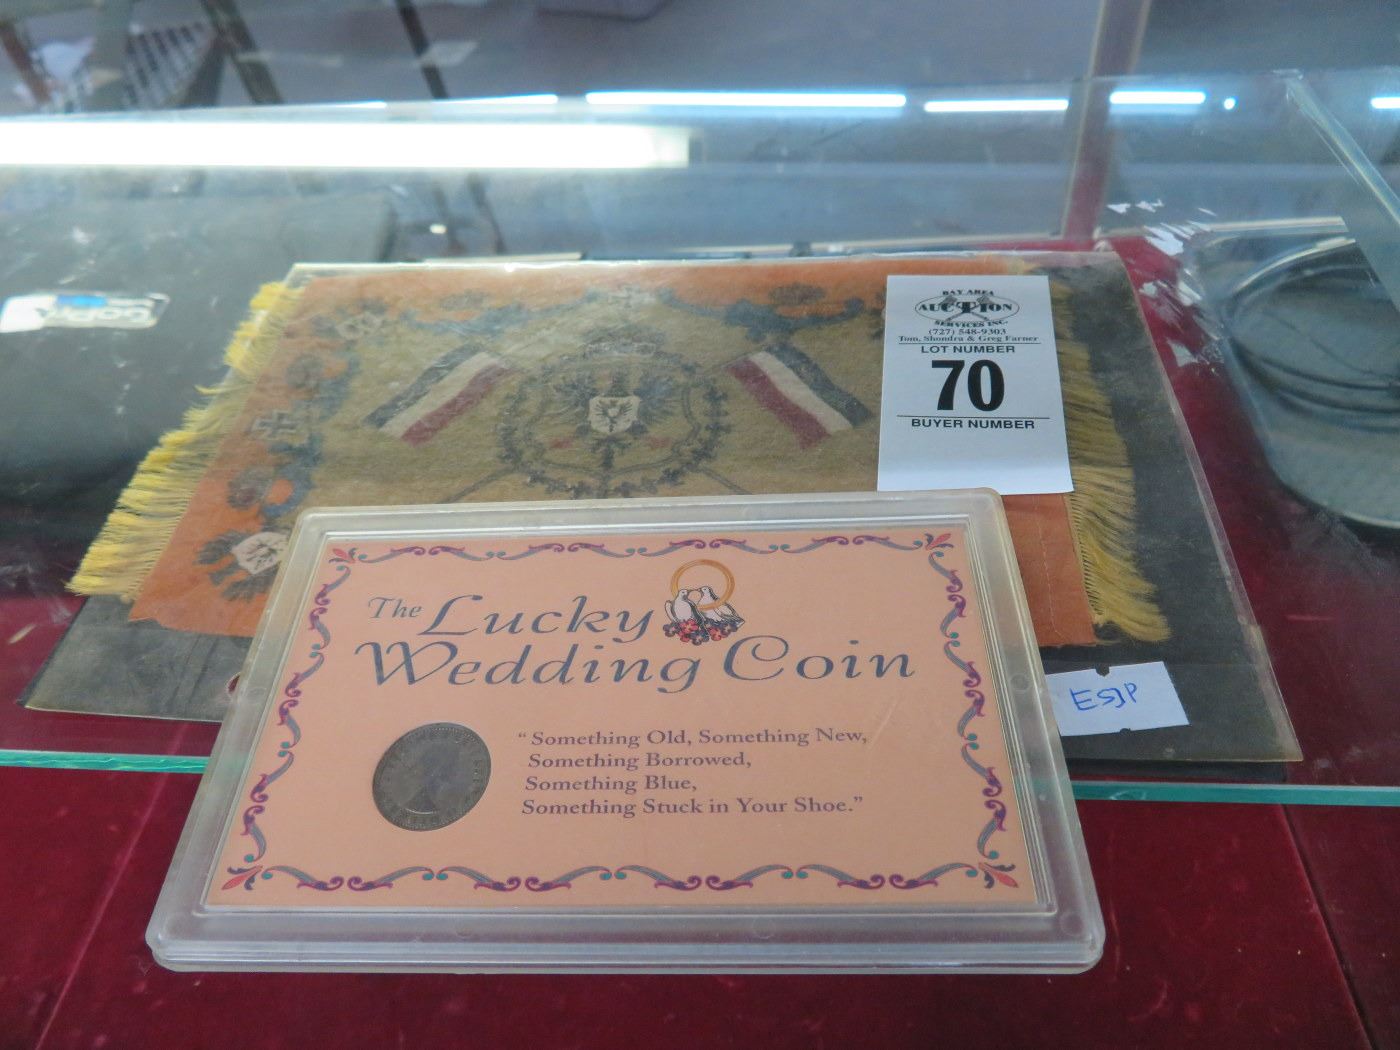 BAY AREA
AUCTION
SERVICES INC.
(727) 548-9303
Tom, Shondra & Greg Farner
LOT NUMBER
70
BUYER NUMBER
The Lucky
Wedding Coin
“Something Old, Something New,
Something Borrowed,
Something Blue,
Something Stuck in Your Shoe.”